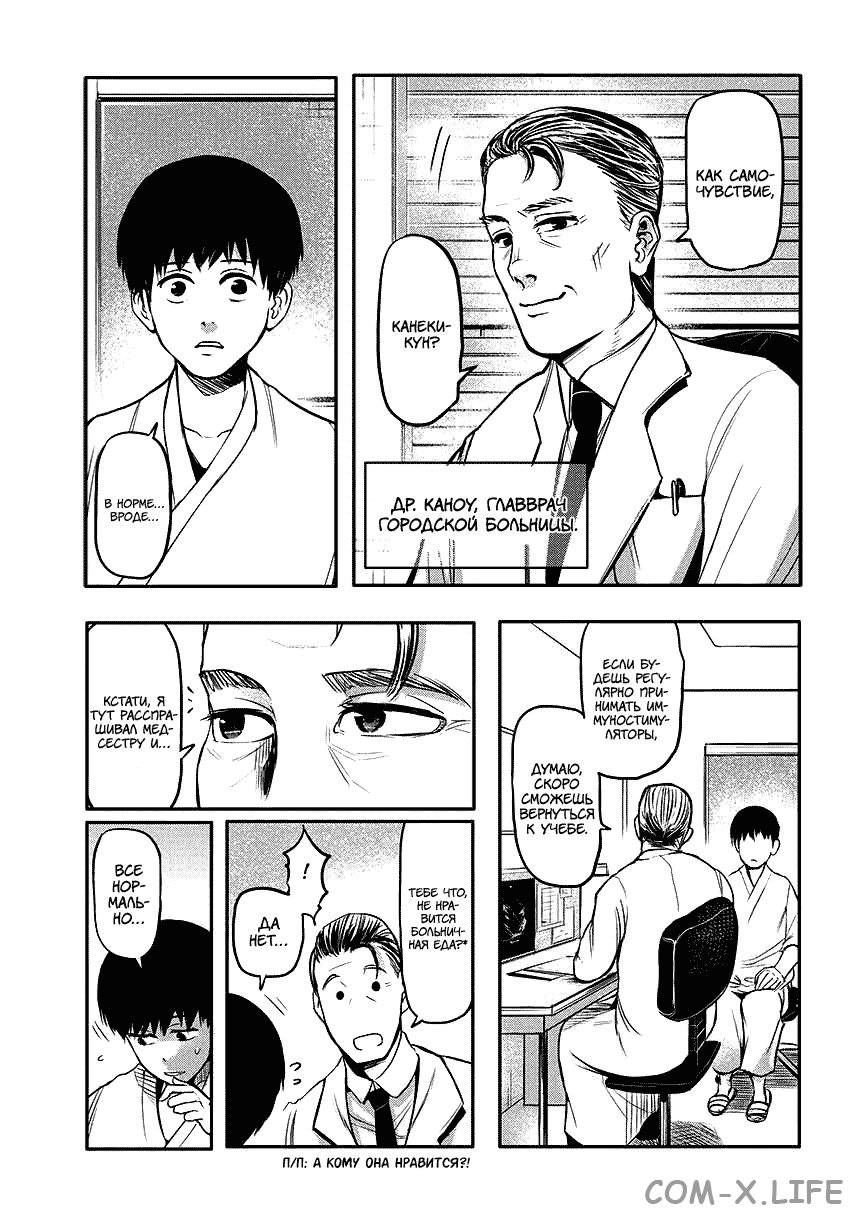 КАК САМО-
ЧУВСТВИЕ,
КАНЕКИ-
КУН?
ДР. КАНОУ, ГЛАВВРАЧ
ГОРОДСКОЙ БОЛЬНИЦЫ.
В НОРМЕ...
ВРОДЕ...
ЕСЛИ БУ-
ДЕШЬ РЕГУ-
ЛЯРНО ПРИ-
НИМАТЬ ИМ-
МУНОСТИМУ-
ЛЯТОРЫ,
ДУМАЮ,
СКОРО
СМОЖЕШЬ
ВЕРНУТЬСЯ
К УЧЕБЕ.
КСТАТИ, Я
ТУТ РАССПРА-
ШИВАЛ МЕД-
СЕСТРУ И...
ТЕБЕ ЧТО,
НЕ НРА-
ВИТСЯ
БОЛЬНИЧ-
НАЯ ЕДА?*
!
ДА
НЕТ...
ВСЕ
НОР-
МАЛЬ-
НО...
П/П: А КОМУ ОНА НРАВИТСЯ?!
COM-X.LIFE